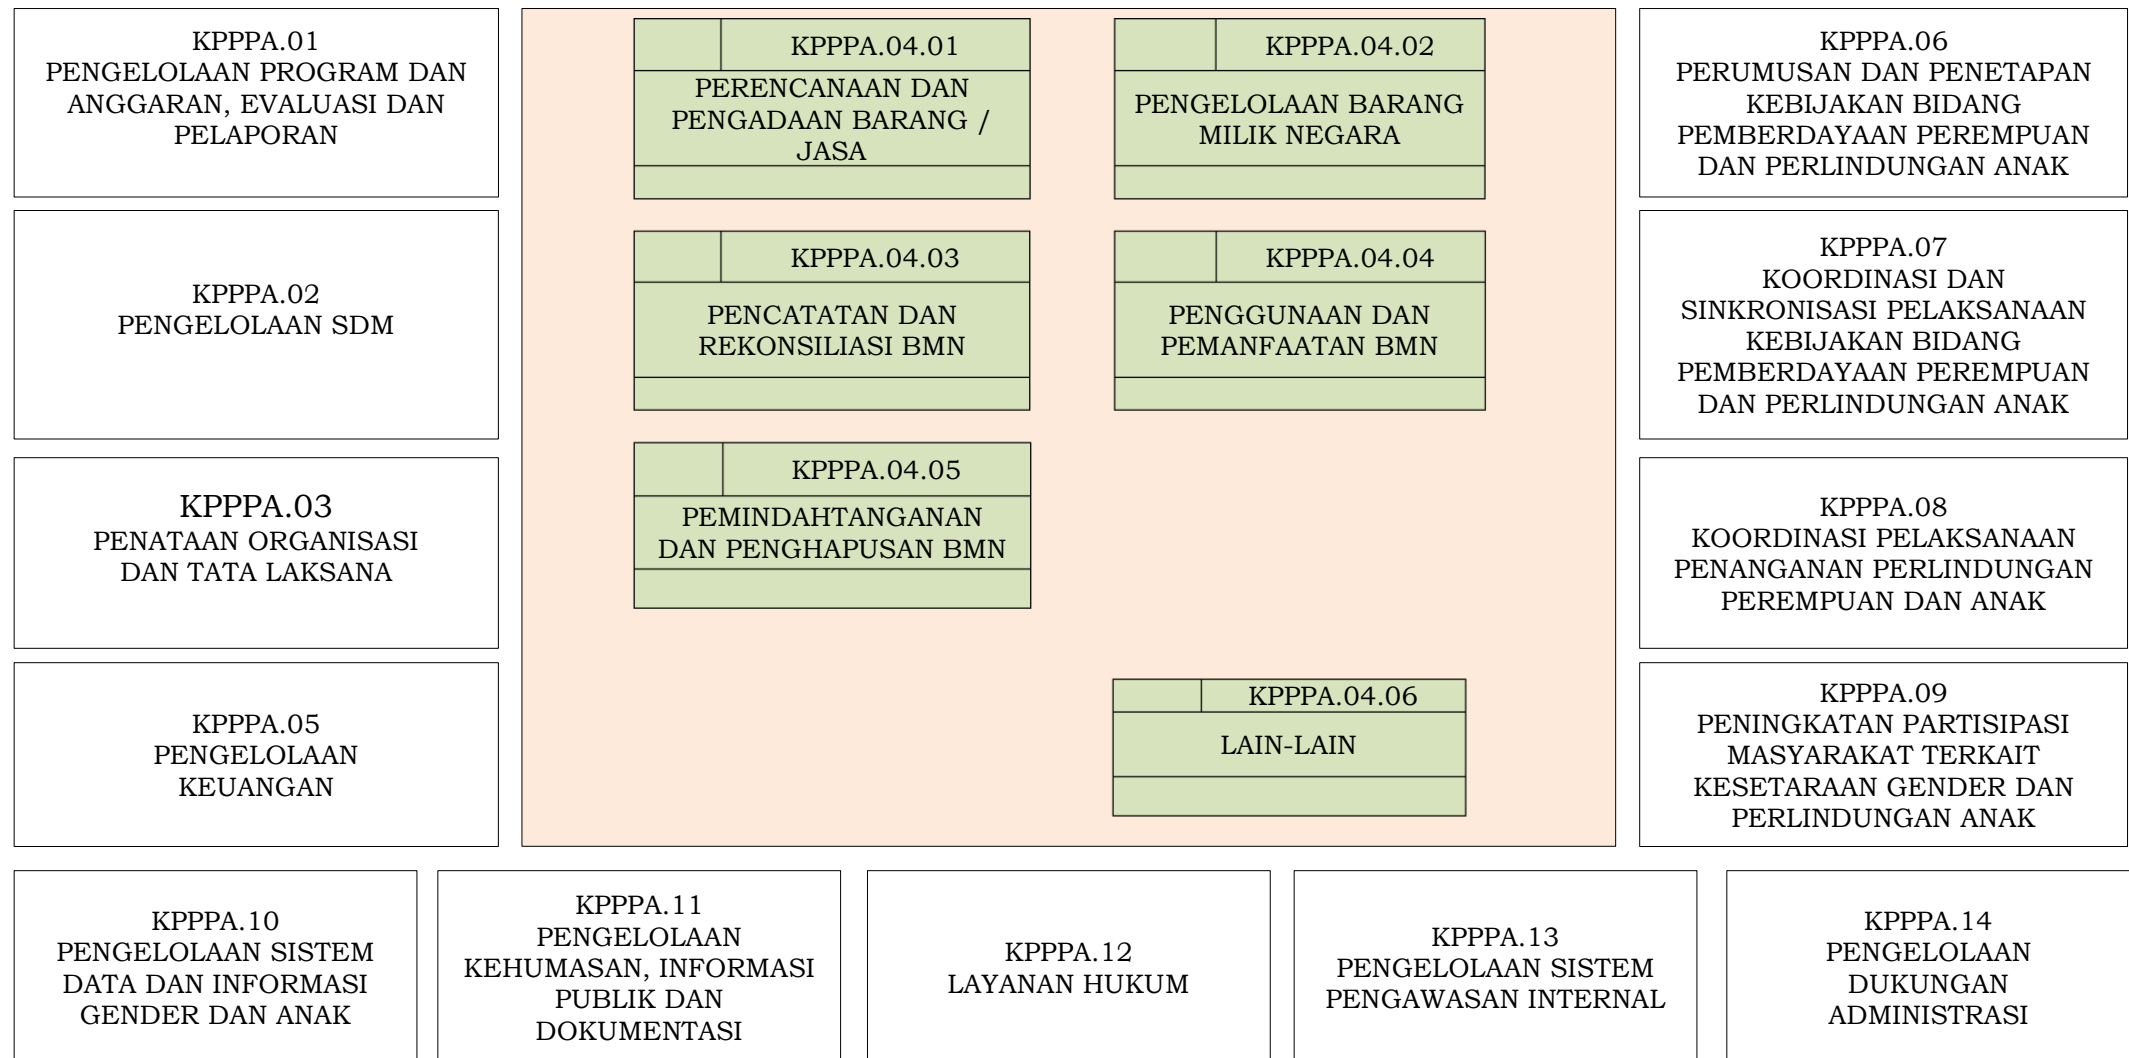 KPPPA.01
PENGELOLAAN PROGRAM DAN
ANGGARAN, EVALUASI DAN
PELAPORAN
KPPPA.02
PENGELOLAAN SDM
KPPPA.03
PENATAAN ORGANISASI
DAN TATA LAKSANA
KPPPA.05
PENGELOLAAN
KEUANGAN
KPPPA.04.01
PERENCANAAN DAN
PENGADAAN BARANG /
JASA
KPPPA.04.02
PENGELOLAAN BARANG
MILIK NEGARA
KPPPA.04.03
PENCATATAN DAN
REKONSILIASI BMN
KPPPA.04.04
PENGGUNAAN DAN
PEMANFAATAN BMN
KPPPA.04.05
PEMINDAHTANGANAN
DAN PENGHAPUSAN BMN
KPPPA.04.06
LAIN-LAIN
KPPPA.06
PERUMUSAN DAN PENETAPAN
KEBIJAKAN BIDANG
PEMBERDAYAAN PEREMPUAN
DAN PERLINDUNGAN ANAK
KPPPA.07
KOORDINASI DAN
SINKRONISASI PELAKSANAAN
KEBIJAKAN BIDANG
PEMBERDAYAAN PEREMPUAN
DAN PERLINDUNGAN ANAK
KPPPA.08
KOORDINASI PELAKSANAAN
PENANGANAN PERLINDUNGAN
PEREMPUAN DAN ANAK
KPPPA.09
PENINGKATAN PARTISIPASI
MASYARAKAT TERKAIT
KESETARAAN GENDER DAN
PERLINDUNGAN ANAK
KPPPA.10
PENGELOLAAN SISTEM
DATA DAN INFORMASI
GENDER DAN ANAK
KPPPA.11
PENGELOLAAN
KEHUMASAN, INFORMASI
PUBLIK DAN
DOKUMENTASI
KPPPA.12
LAYANAN HUKUM
KPPPA.13
PENGELOLAAN SISTEM
PENGAWASAN INTERNAL
KPPPA.14
PENGELOLAAN
DUKUNGAN
ADMINISTRASI